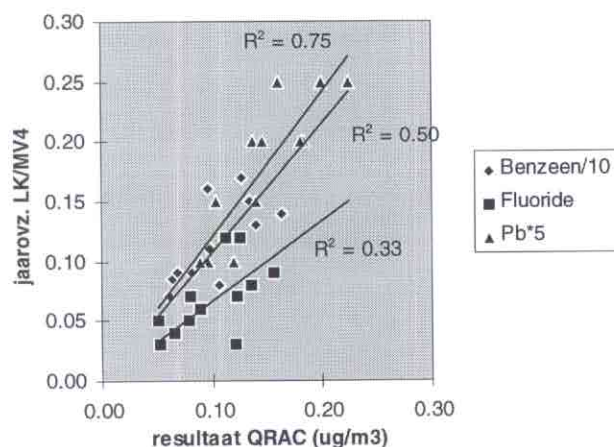 jaarovz. LK/MV4
0.30
0.25
0.20
0.15
0.10
0.05
0.00
R² = 0.75
R² = 0.50
R² = 0.33
0.00 0.10 0.20 0.30
resultaat QRAC (ug/m3)
Benzeen/10
Fluoride
Pb*5